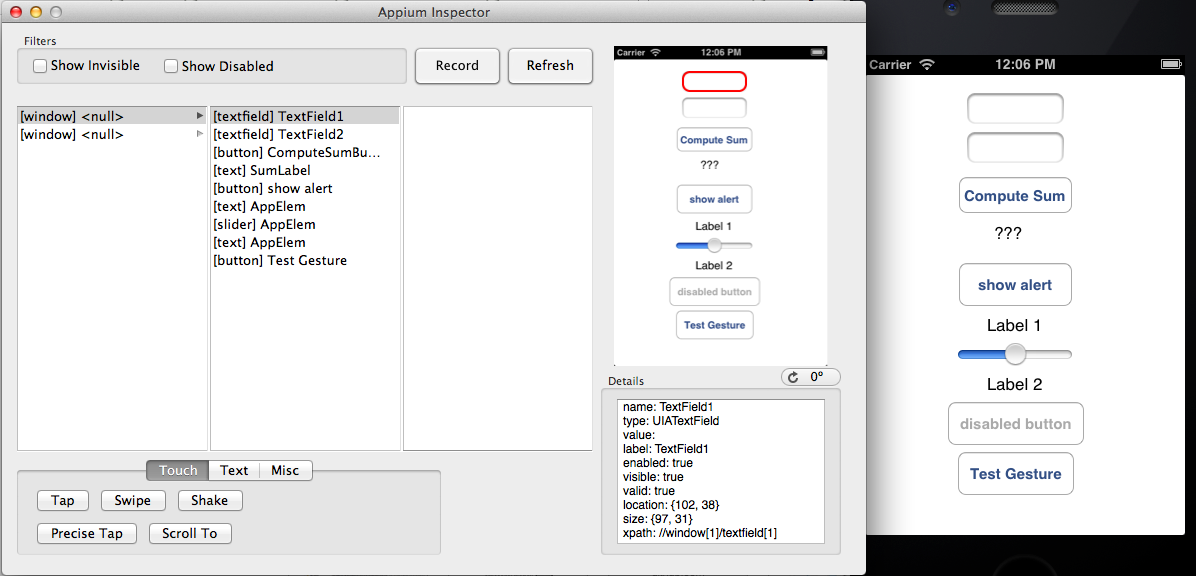 Appium Inspector
Filters
Show Invisible Show Disabled
Record Refresh
[window] <null>
[window] <null>
[textfield] TextField1
[textfield] TextField2
[button] ComputeSumBu...
[text] SumLabel
[button] show alert
[text] AppElem
[slider] AppElem
[text] AppElem
[button] Test Gesture
Carrier 12:06 PM
Compute Sum
???
show alert
Label 1
Label 2
disabled button
Test Gesture
0°
Details
name: TextField1
type: UIATextField
value:
label: TextField1
enabled: true
visible: true
valid: true
location: {102, 38}
size: {97, 31}
xpath: //window[1]/textfield[1]
Touch Text Misc
Tap Swipe Shake
Precise Tap Scroll To
Carrier 12:06 PM
Compute Sum
???
show alert
Label 1
Label 2
disabled button
Test Gesture